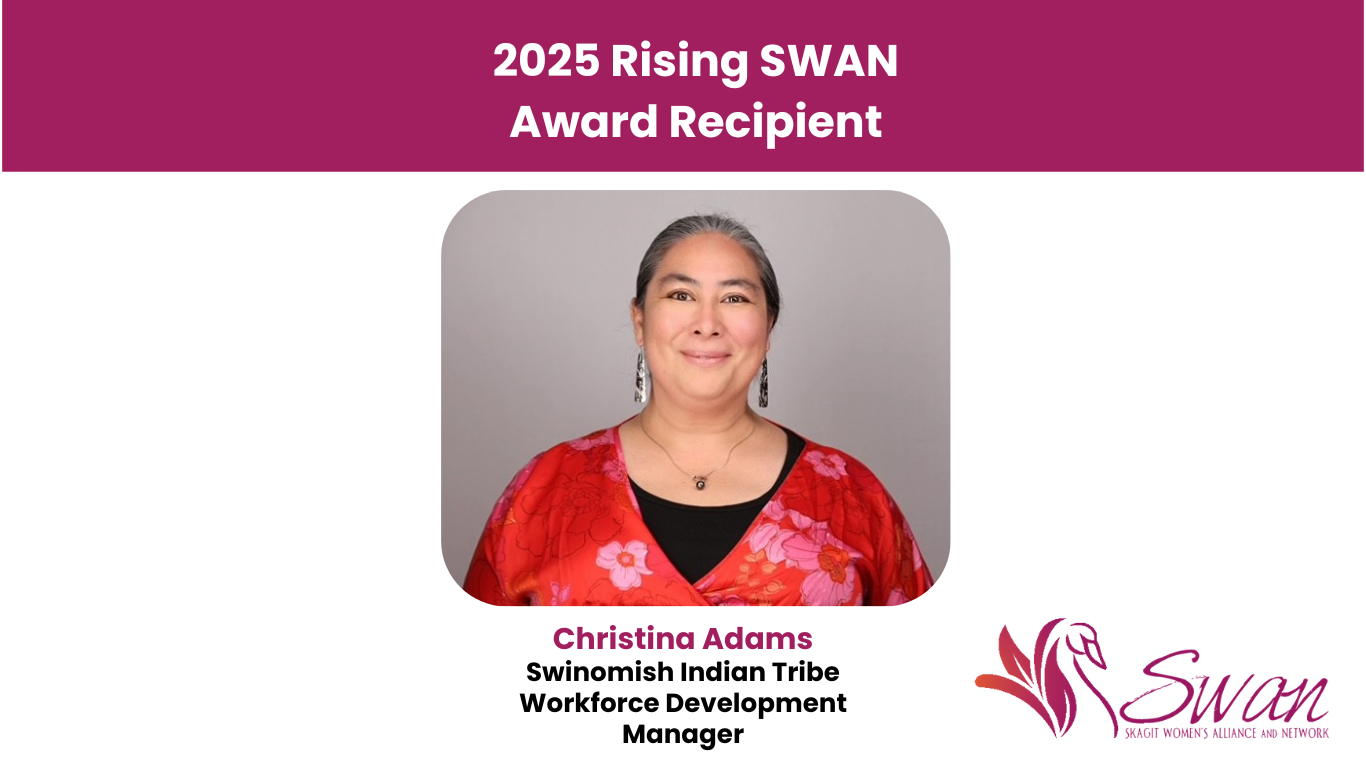 2025 Rising SWAN
Award Recipient
Christina Adams
Swinomish Indian Tribe
Workforce Development
Manager
Swan
SKAGIT WOMEN'S ALLIANCE AND NETWORK